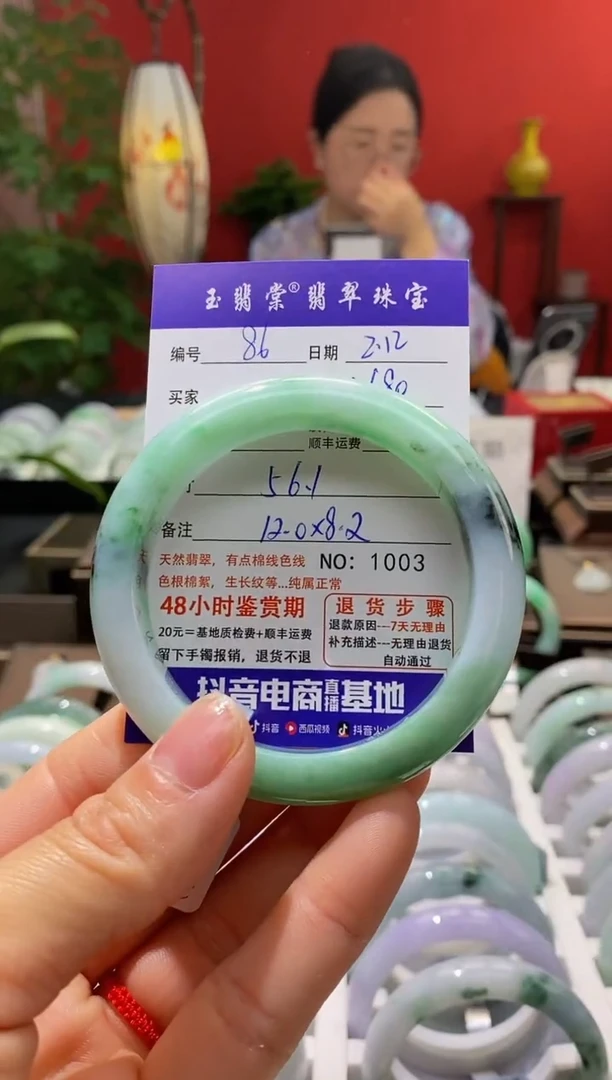 玉翡棠®翡翠珠宝
编号 86 日期 2.12
买家 180
顺丰运费
56.1
备注 12.0×8.2
天然翡翠，有点棉线色线 NO：1003
色根棉絮，生长纹等...纯属正常
48小时鉴赏期
20元=基地质检费+顺丰运费
留下手镯报销，退货不退
退货步骤
退款原因---7天无理由
补充描述---无理由退货
自动通过
抖音电商直播基地
抖音 西瓜视频 抖音火